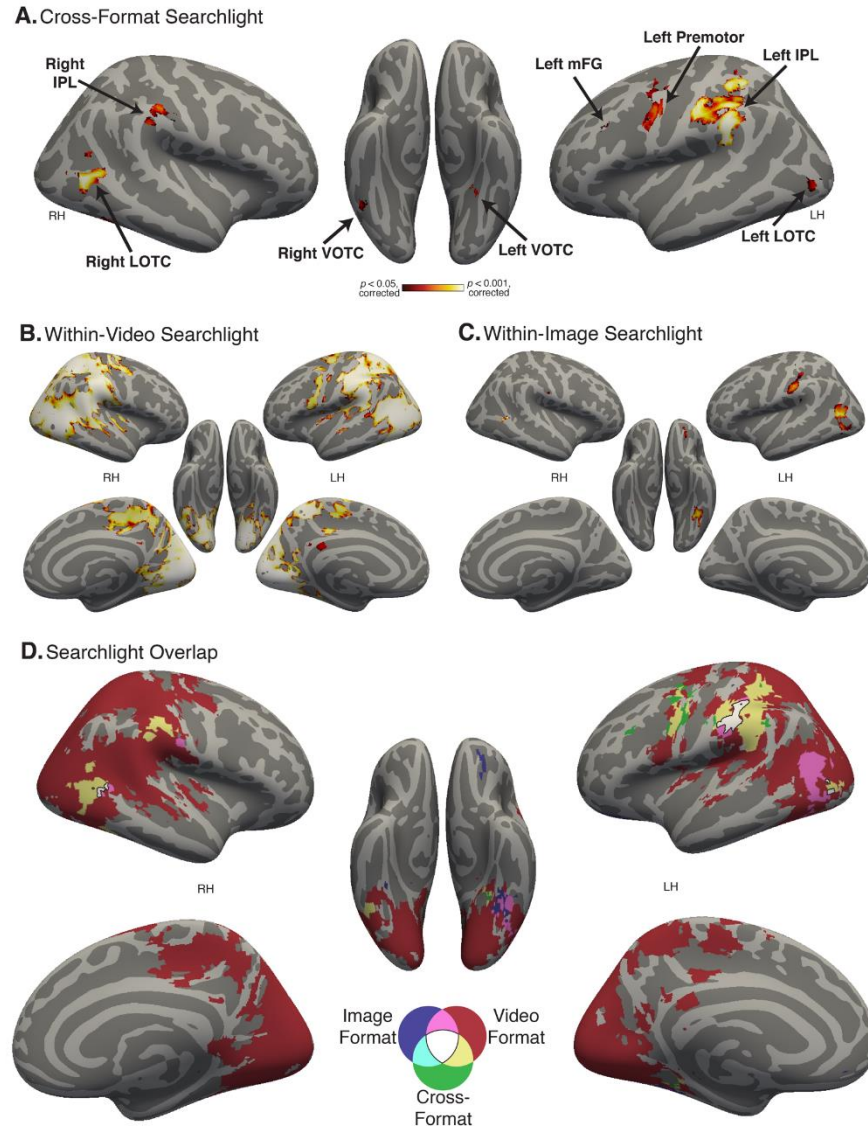 A. Cross-Format Searchlight
Right
IPL
Left mFG
Left Premotor
Left IPL
RH
Right LOTC
Right VOTC
Left VOTC
Left LOTC
LH
p < 0.05,
corrected
p < 0.001,
corrected
B. Within-Video Searchlight
C. Within-Image Searchlight
RH
LH
RH
LH
D. Searchlight Overlap
RH
LH
Image
Format
Video
Format
Cross-
Format